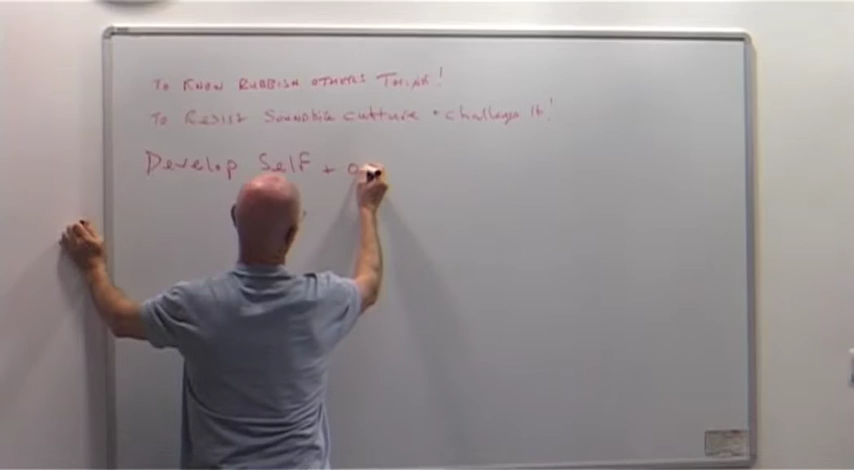 TO KNOW RUBBISH OTHERS THINK!
TO RESIST Soundbite culture + challenge it!
Develop Self + o